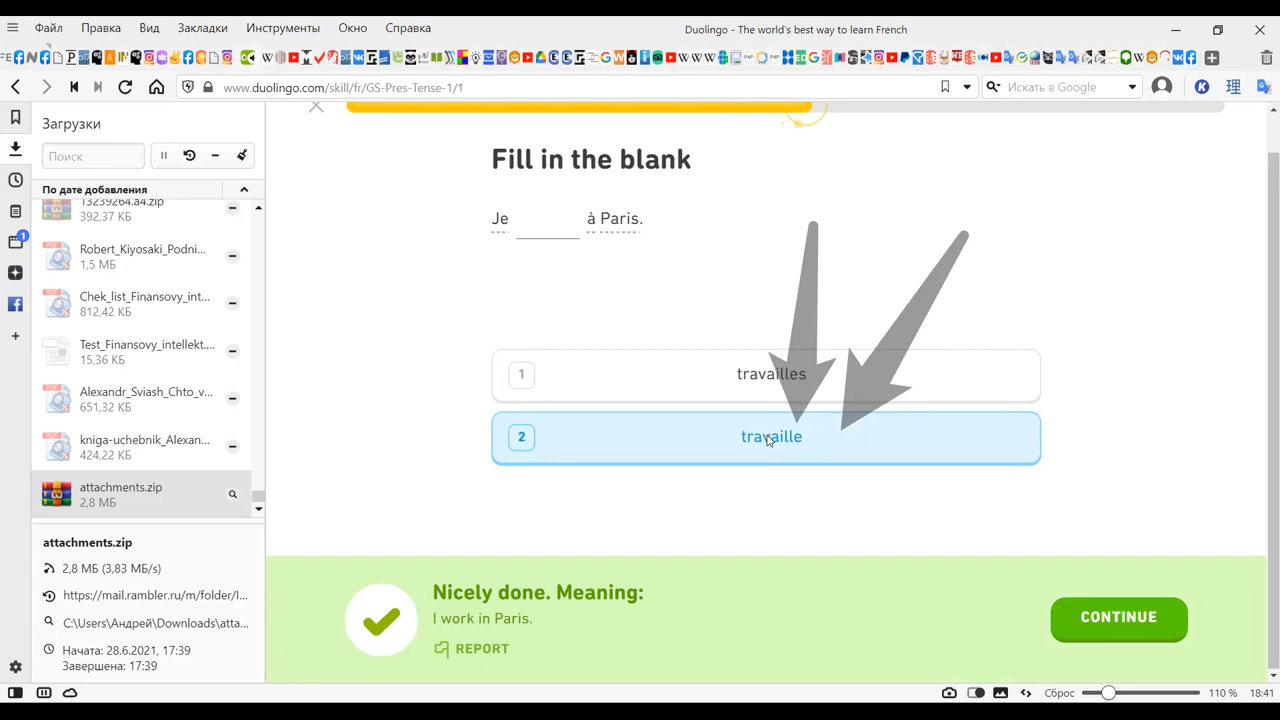 Файл Правка Вид Закладки Инструменты Окно Справка Duolingo - The world's best way to learn French
www.duolingo.com/skill/fr/GS-Pres-Tense-1/1
Искать в Google
Загрузки
Поиск
По дате добавления
13239264.a4.zip
392,37 КБ
Robert_Kiyosaki_Podni...
1,5 МБ
Chek_list_Finansovy_int...
812,42 КБ
Test_Finansovy_intellekt....
15,36 КБ
Alexandr_Sviash_Chto_v...
651,32 КБ
kniga-uchebnik_Alexan...
424,22 КБ
attachments.zip
2,8 МБ
attachments.zip
2,8 МБ (3,83 МБ/s)
https://mail.rambler.ru/m/folder/I...
C:\Users\Андрей\Downloads\atta...
Начата: 28.6.2021, 17:39
Завершена: 17:39
Fill in the blank
Je ______ à Paris.
1 travailles
2 travaille
Nicely done. Meaning:
I work in Paris.
REPORT
CONTINUE
Сброс 110 % 18:41